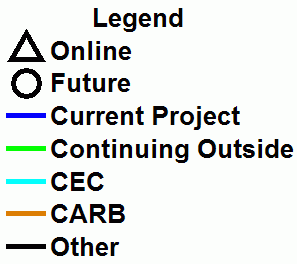 Legend
Online
Future
Current Project
Continuing Outside
CEC
CARB
Other